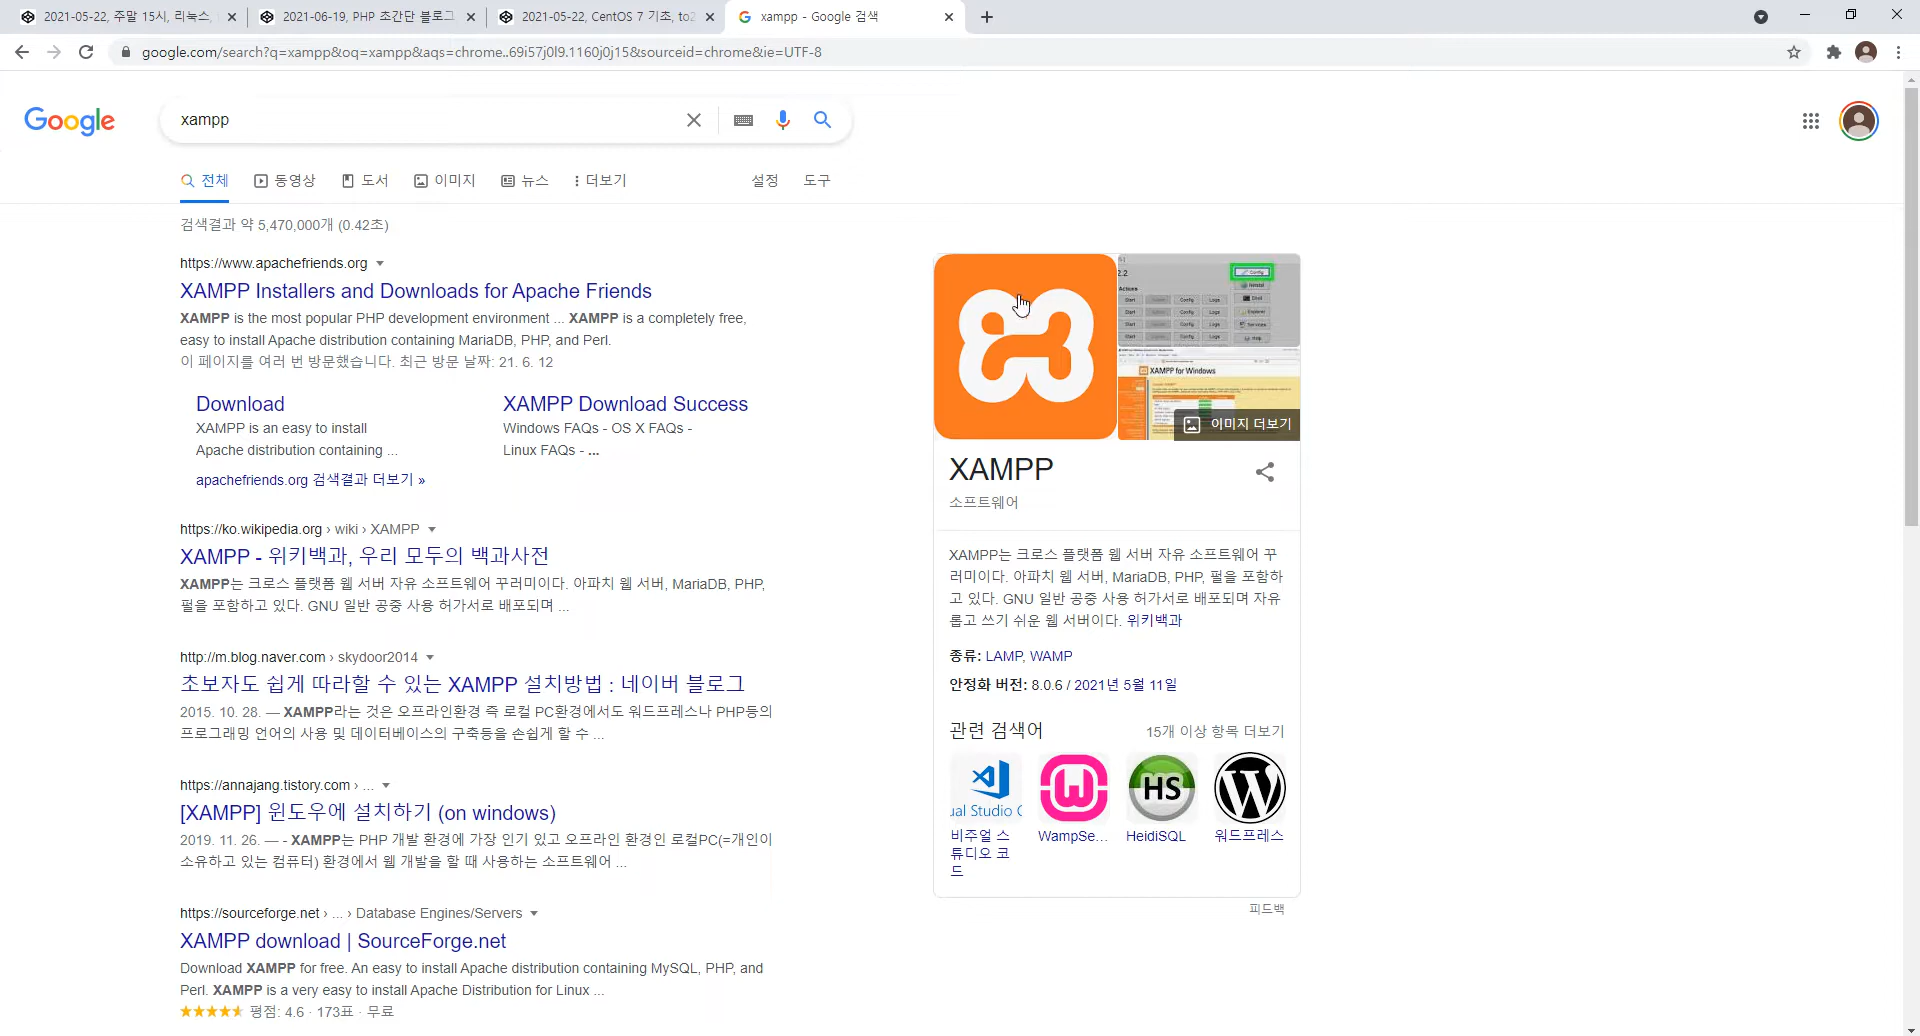 2021-05-22, 주말 15시, 리눅스,
2021-06-19, PHP 초간단 블로그
2021-05-22, CentOS 7 기초, to2
xampp - Google 검색
google.com/search?q=xampp&oq=xampp&aqs=chrome..69i57j0l9.1160j0j15&sourceid=chrome&ie=UTF-8
Google
xampp
전체
동영상
도서
이미지
뉴스
더보기
설정
도구
검색결과 약 5,470,000개 (0.42초)
https://www.apachefriends.org
XAMPP Installers and Downloads for Apache Friends
XAMPP is the most popular PHP development environment ... XAMPP is a completely free,
easy to install Apache distribution containing MariaDB, PHP, and Perl.
이 페이지를 여러 번 방문했습니다. 최근 방문 날짜: 21. 6. 12
Download
XAMPP is an easy to install
Apache distribution containing ...
XAMPP Download Success
Windows FAQs - OS X FAQs -
Linux FAQs - ...
apachefriends.org 검색결과 더보기 »
https://ko.wikipedia.org › wiki › XAMPP
XAMPP - 위키백과, 우리 모두의 백과사전
XAMPP는 크로스 플랫폼 웹 서버 자유 소프트웨어 꾸러미이다. 아파치 웹 서버, MariaDB, PHP,
펄을 포함하고 있다. GNU 일반 공중 사용 허가서로 배포되며 ...
http://m.blog.naver.com › skydoor2014
초보자도 쉽게 따라할 수 있는 XAMPP 설치방법 : 네이버 블로그
2015. 10. 28. — XAMPP라는 것은 오프라인환경 즉 로컬 PC환경에서도 워드프레스나 PHP등의
프로그래밍 언어의 사용 및 데이터베이스의 구축등을 손쉽게 할 수 ...
https://annajang.tistory.com › ...
[XAMPP] 윈도우에 설치하기 (on windows)
2019. 11. 26. — - XAMPP는 PHP 개발 환경에 가장 인기 있고 오프라인 환경인 로컬PC(=개인이
소유하고 있는 컴퓨터) 환경에서 웹 개발을 할 때 사용하는 소프트웨어 ...
https://sourceforge.net › ... › Database Engines/Servers
XAMPP download | SourceForge.net
Download XAMPP for free. An easy to install Apache distribution containing MySQL, PHP, and
Perl. XAMPP is a very easy to install Apache Distribution for Linux ...
평점: 4.6 · 173표 · 무료
2.2
Actions
Start
Config
Logs
Config
Shell
Explorer
Services
Help
Start
Config
Logs
Start
Config
Logs
Start
Config
Logs
XAMPP for Windows
이미지 더보기
XAMPP
소프트웨어
XAMPP는 크로스 플랫폼 웹 서버 자유 소프트웨어 꾸
러미이다. 아파치 웹 서버, MariaDB, PHP, 펄을 포함하
고 있다. GNU 일반 공중 사용 허가서로 배포되며 자유
롭고 쓰기 쉬운 웹 서버이다. 위키백과
종류: LAMP, WAMP
안정화 버전: 8.0.6 / 2021년 5월 11일
관련 검색어
15개 이상 항목 더보기
ual Studio C
HS
비주얼 스
튜디오 코
드
WampSe...
HeidiSQL
워드프레스
피드백